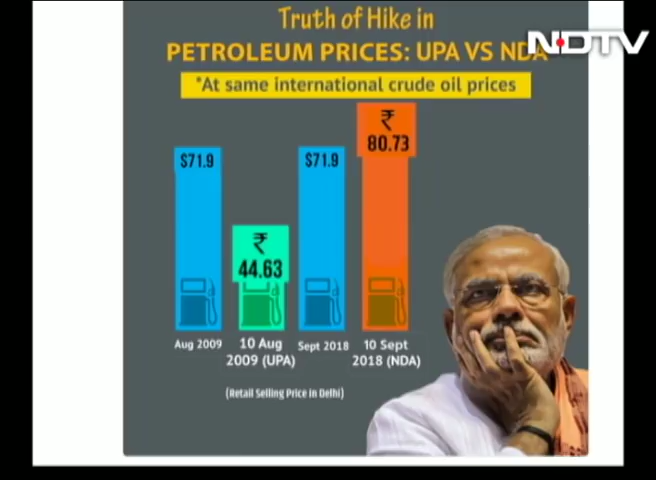 Truth of Hike in
PETROLEUM PRICES: UPA VS NDA
NDTV
*At same international crude oil prices
$71.9
₹
44.63
$71.9
₹
80.73
Aug 2009
10 Aug
2009 (UPA)
Sept 2018
10 Sept
2018 (NDA)
(Retail Selling Price in Delhi)